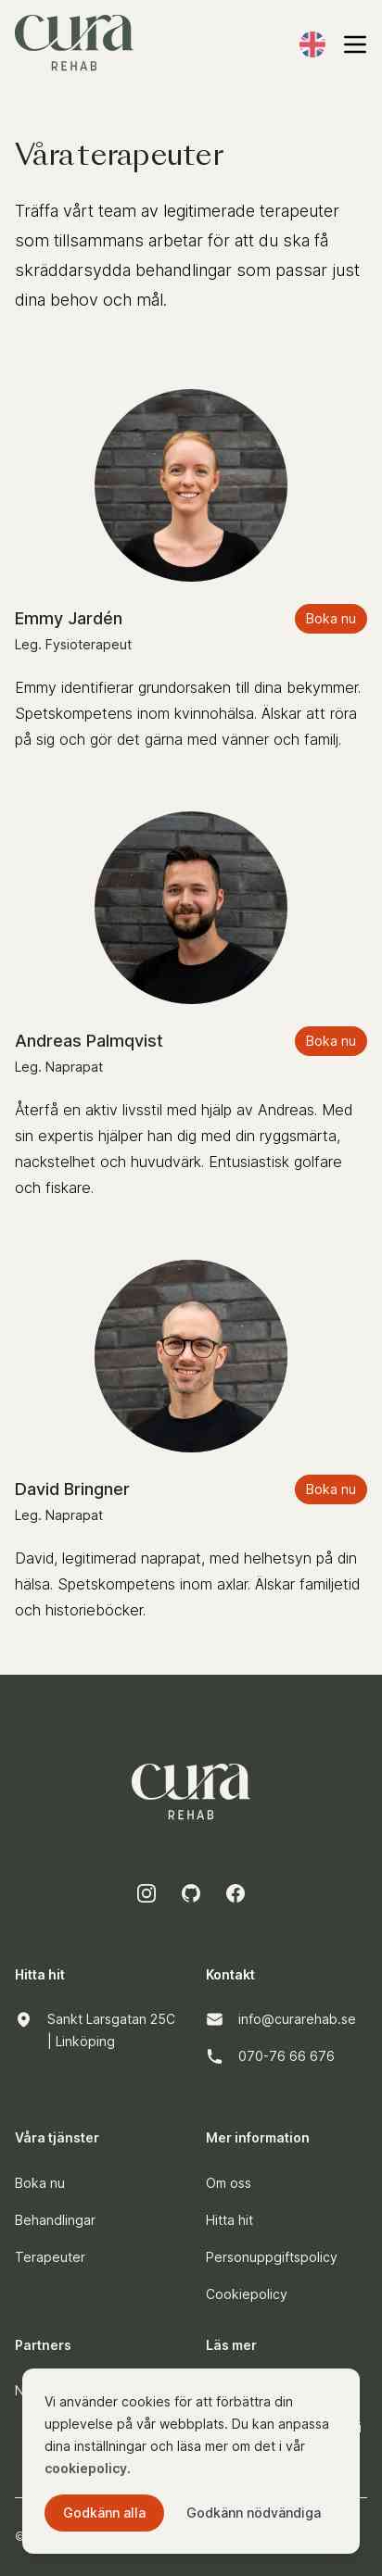 cura
REHAB
Våra terapeuter
Träffa vårt team av legitimerade terapeuter
som tillsammans arbetar för att du ska få
skräddarsydda behandlingar som passar just
dina behov och mål.
Emmy Jardén
Boka nu
Leg. Fysioterapeut
Emmy identifierar grundorsaken till dina bekymmer.
Spetskompetens inom kvinnohälsa. Älskar att röra
på sig och gör det gärna med vänner och familj.
Andreas Palmqvist
Boka nu
Leg. Naprapat
Återfå en aktiv livsstil med hjälp av Andreas. Med
sin expertis hjälper han dig med din ryggsmärta,
nackstelhet och huvudvärk. Entusiastisk golfare
och fiskare.
David Bringner
Boka nu
Leg. Naprapat
David, legitimerad naprapat, med helhetsyn på din
hälsa. Spetskompetens inom axlar. Älskar familjetid
och historieböcker.
cura
REHAB
Hitta hit
Sankt Larsgatan 25C
| Linköping
Kontakt
info@curarehab.se
070-76 66 676
Våra tjänster
Boka nu
Behandlingar
Terapeuter
Mer information
Om oss
Hitta hit
Personuppgiftspolicy
Cookiepolicy
Partners
Läs mer
Vi använder cookies för att förbättra din
upplevelse på vår webbplats. Du kan anpassa
dina inställningar och läsa mer om det i vår
cookiepolicy.
Godkänn alla
Godkänn nödvändiga
©